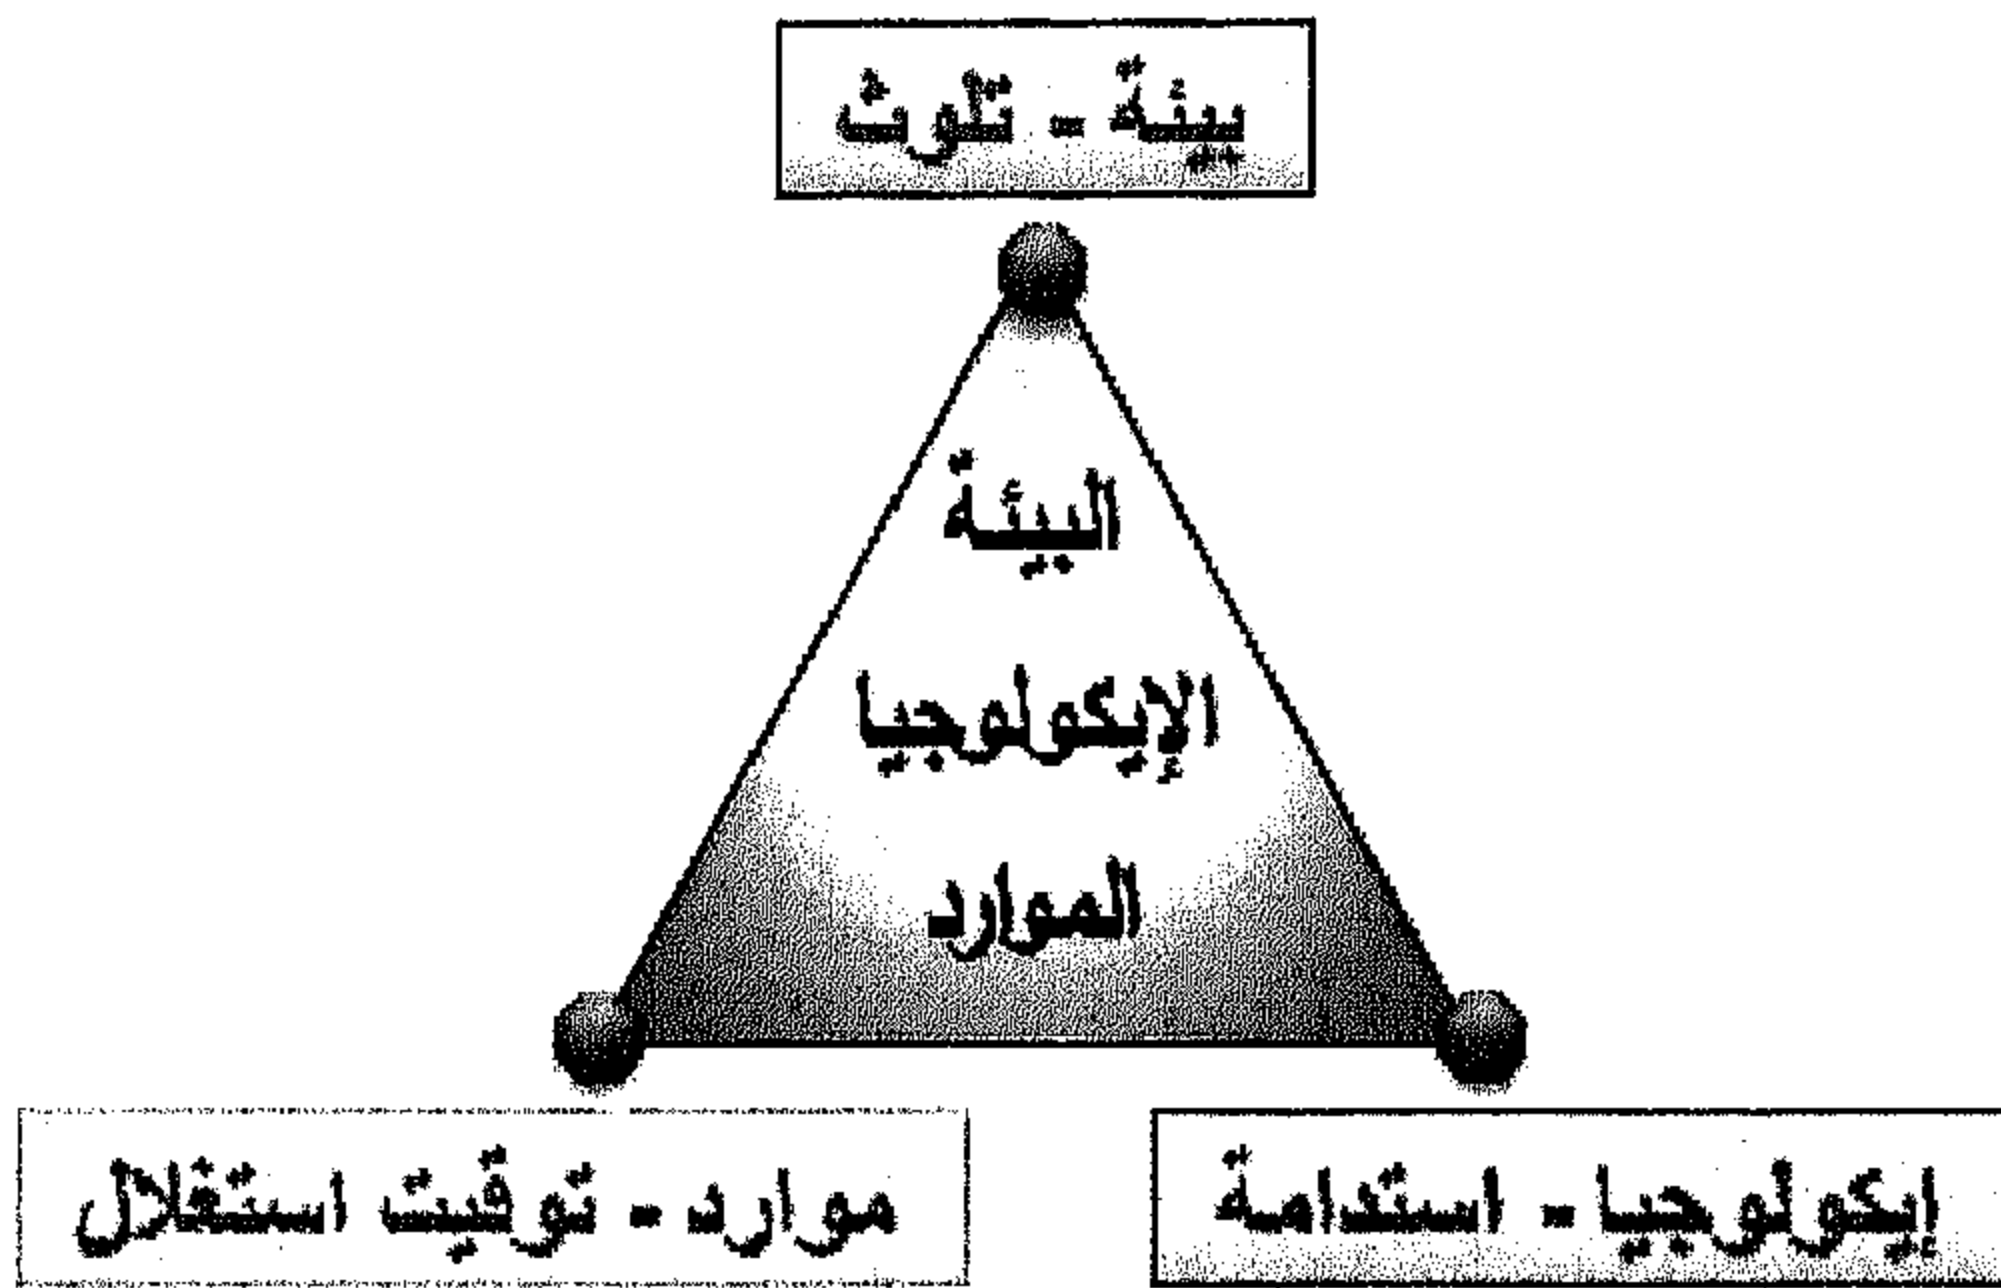 بيئة - تلوث
البيئة
الإيكولوجيا
الموارد
إيكولوجيا - استدامة
موارد - توقيت استغلال